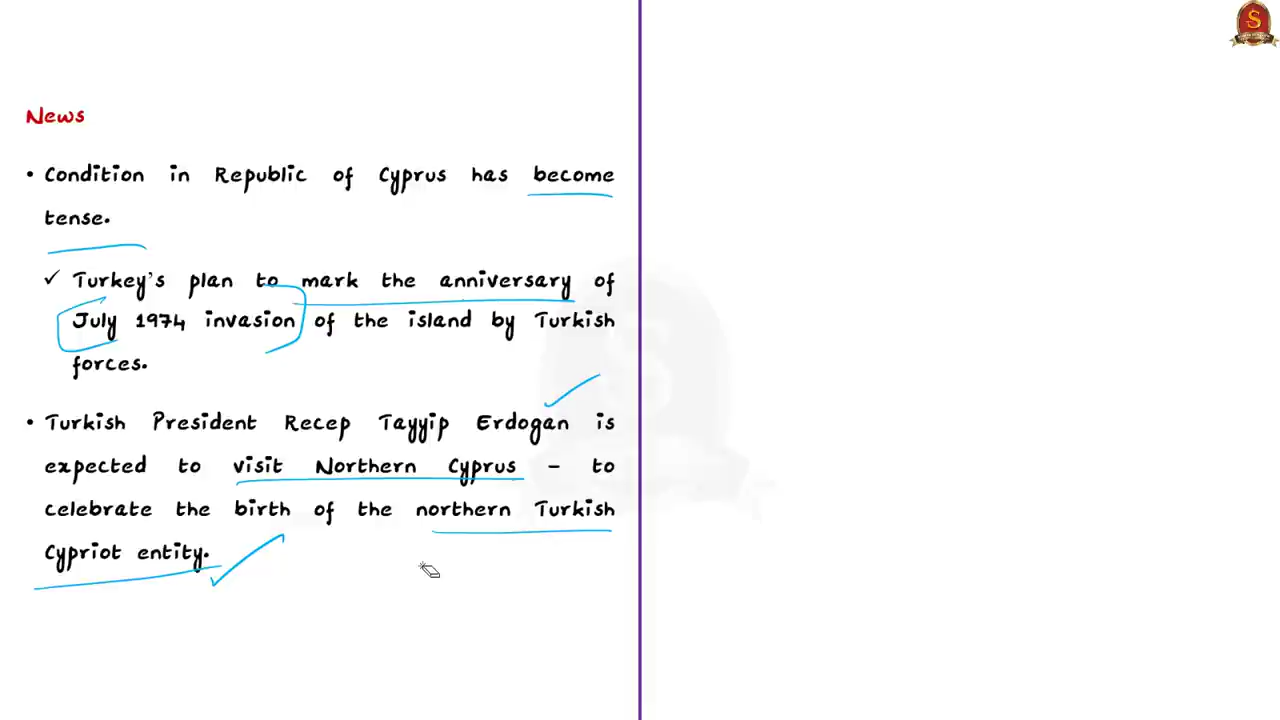 News
• Condition in Republic of Cyprus has become
tense.
✓ Turkey's plan to mark the anniversary of
July 1974 invasion of the island by Turkish
forces.
• Turkish President Recep Tayyip Erdogan is
expected to visit Northern Cyprus – to
celebrate the birth of the northern Turkish
Cypriot entity.